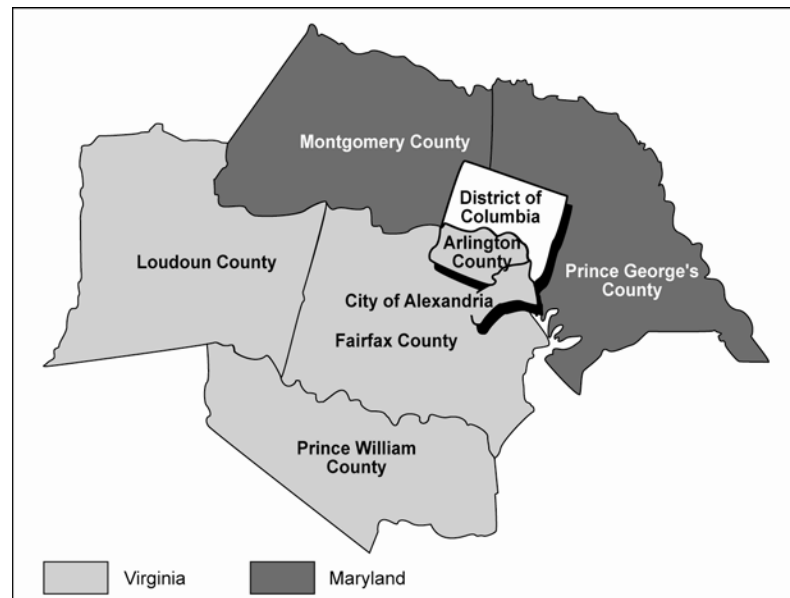 Montgomery County
District of
Columbia
Arlington
County
Loudoun County
Prince George's
County
City of Alexandria
Fairfax County
Prince William
County
Virginia
Maryland